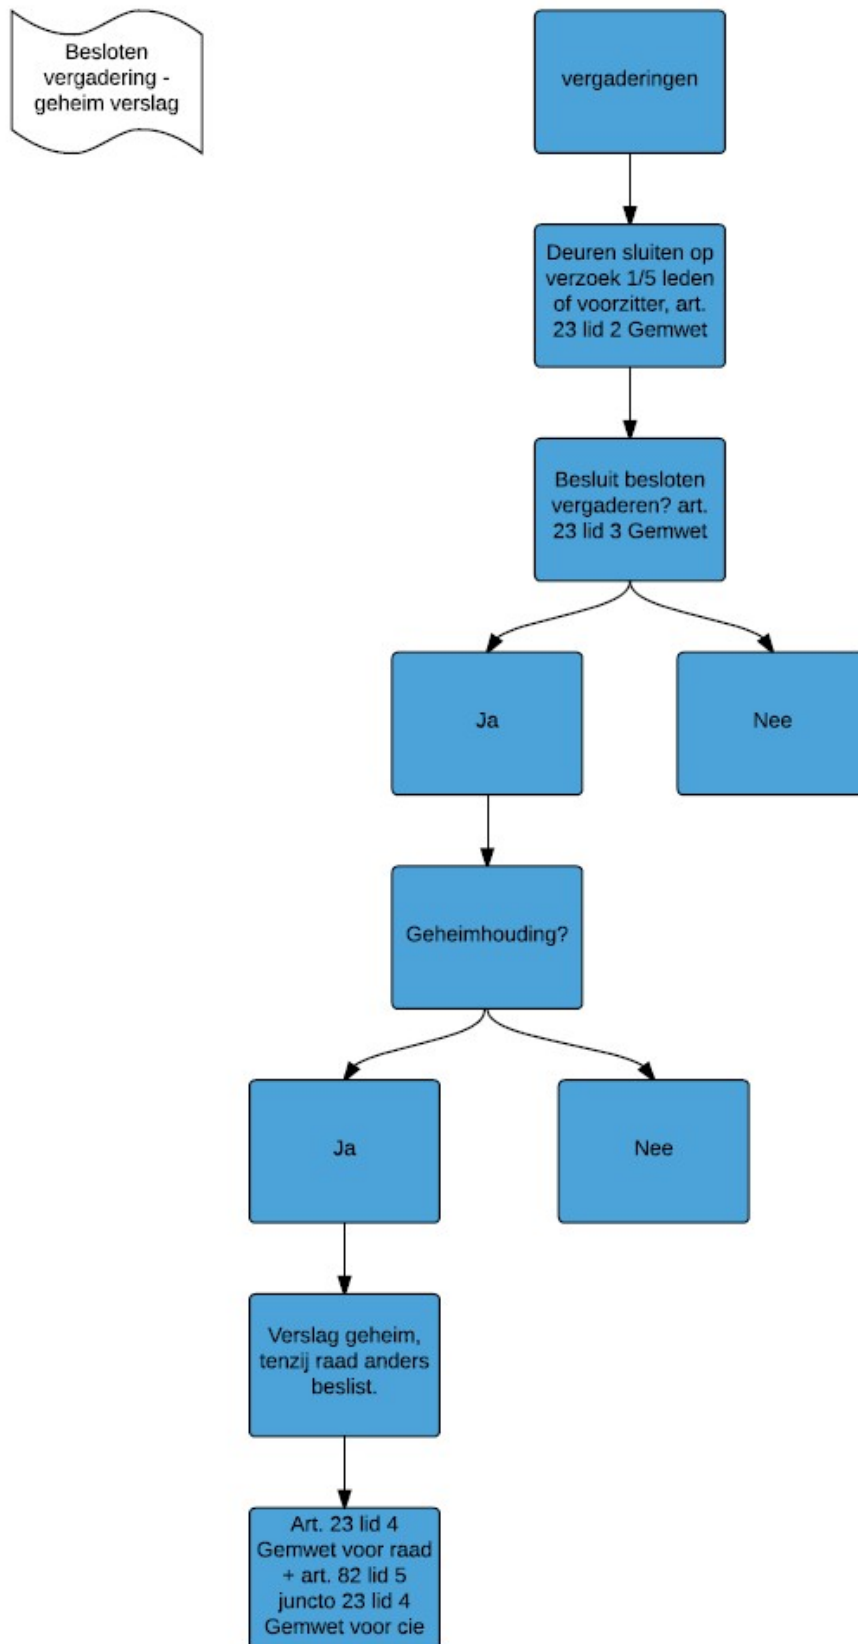 Besloten
vergadering -
geheim verslag
vergaderingen
Deuren sluiten op
verzoek 1/5 leden
of voorzitter, art.
23 lid 2 Gemwet
Besluit besloten
vergaderen? art.
23 lid 3 Gemwet
Ja
Nee
Geheimhouding?
Ja
Nee
Verslag geheim,
tenzij raad anders
beslist.
Art. 23 lid 4
Gemwet voor raad
+ art. 82 lid 5
juncto 23 lid 4
Gemwet voor cie